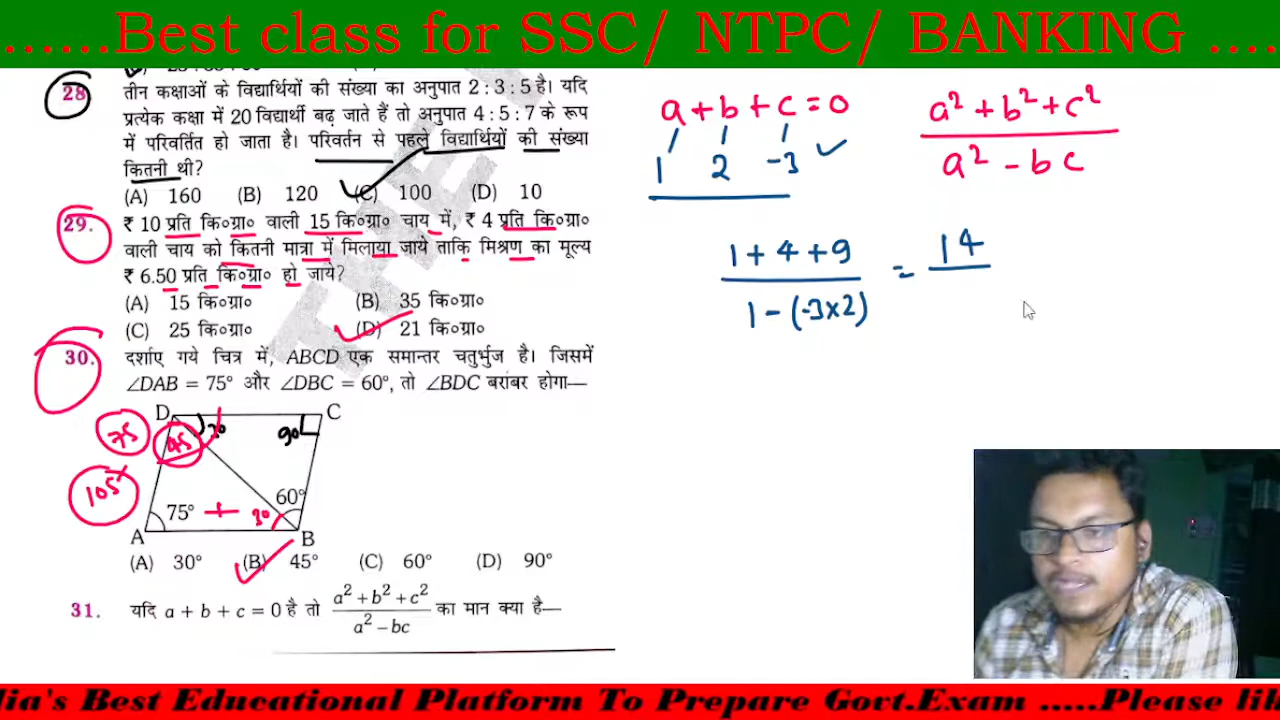 ......Best class for SSC/ NTPC/ BANKING ....
28 तीन कक्षाओं के विद्यार्थियों की संख्या का अनुपात 2 : 3 : 5 है। यदि
प्रत्येक कक्षा में 20 विद्यार्थी बढ़ जाते हैं तो अनुपात 4 : 5 : 7 के रूप
में परिवर्तित हो जाता है। परिवर्तन से पहले विद्यार्थियों की संख्या
कितनी थी?
(A) 160 (B) 120 (C) 100 (D) 10
29. ₹ 10 प्रति कि०ग्रा० वाली 15 कि०ग्रा० चाय में, ₹ 4 प्रति कि०ग्रा०
वाली चाय को कितनी मात्रा में मिलाया जाये ताकि मिश्रण का मूल्य
₹ 6.50 प्रति कि०ग्रा० हो जाये?
(A) 15 कि०ग्रा० (B) 35 कि०ग्रा०
(C) 25 कि०ग्रा० (D) 21 कि०ग्रा०
30. दर्शाए गये चित्र में, ABCD एक समान्तर चतुर्भुज है। जिसमें
∠DAB = 75° और ∠DBC = 60°, तो ∠BDC बरांबर होगा—
D C
75 45 30 90
105
60°
75° + 30
A B
(A) 30° (B) 45° (C) 60° (D) 90°
31. यदि a + b + c = 0 है तो a² + b² + c² / a² – bc का मान क्या है—
a + b + c = 0
1 2 -3
a² + b² + c²
a² - bc
1 + 4 + 9 = 14
1 - (-3×2)
dia's Best Educational Platform To Prepare Govt.Exam .....Please lik